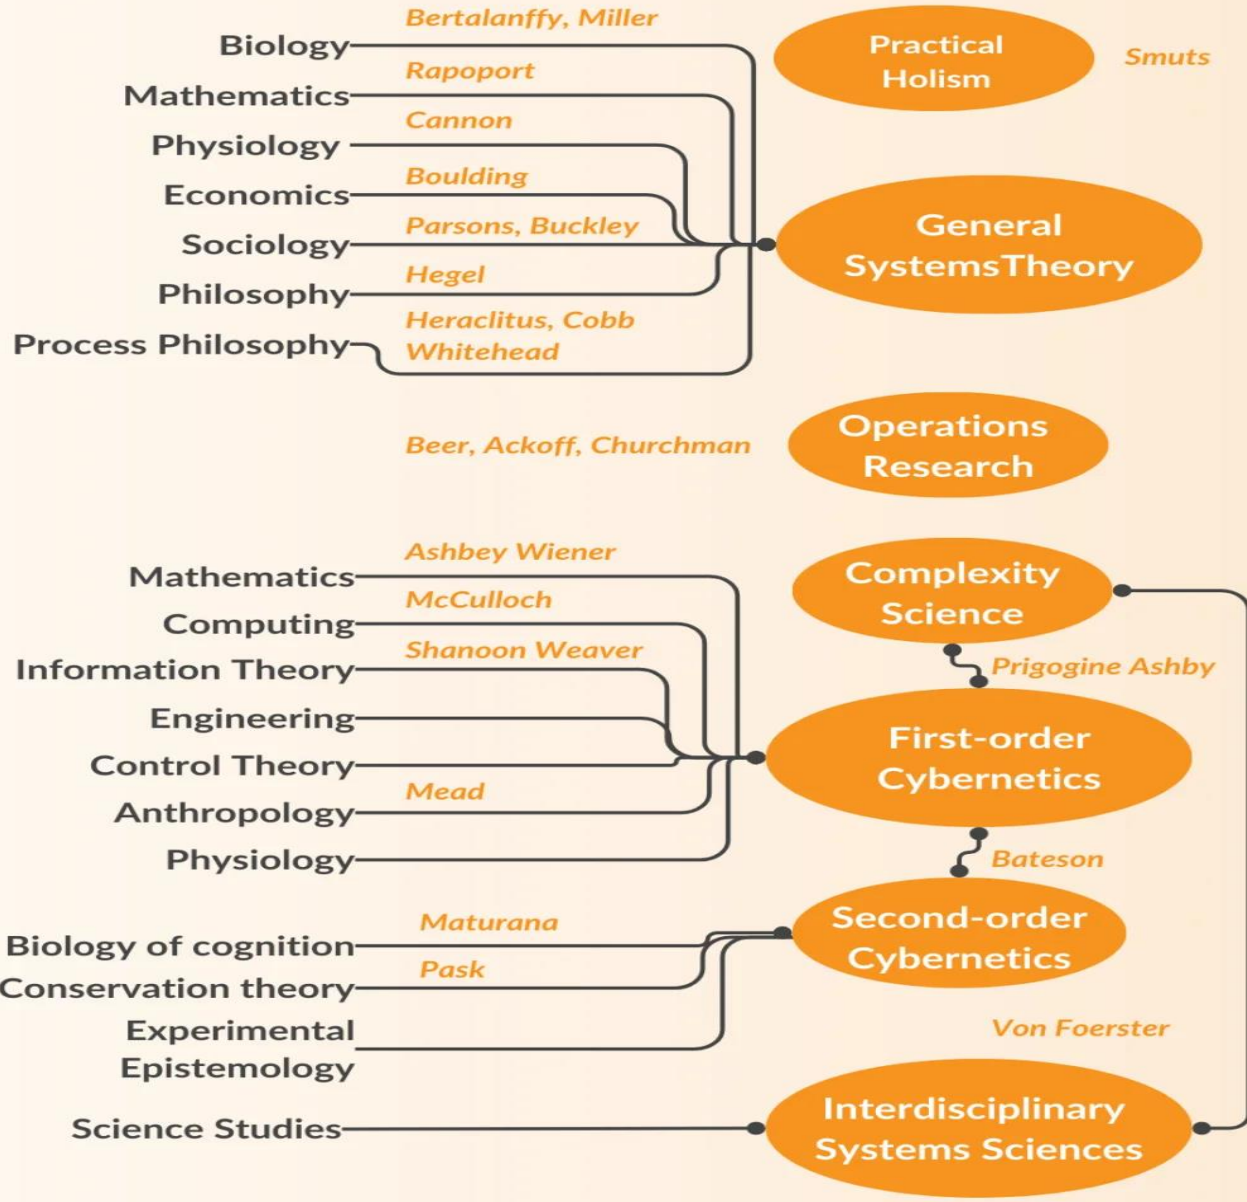 Bertalanffy, Miller
Biology
Rapoport
Mathematics
Cannon
Physiology
Boulding
Economics
Parsons, Buckley
Sociology
Hegel
Philosophy
Heraclitus, Cobb
Whitehead
Process Philosophy
Practical
Holism
Smuts
General
SystemsTheory
Beer, Ackoff, Churchman
Operations
Research
Ashbey Wiener
Mathematics
McCulloch
Computing
Shanoon Weaver
Information Theory
Engineering
Control Theory
Mead
Anthropology
Physiology
Complexity
Science
Prigogine Ashby
First-order
Cybernetics
Bateson
Maturana
Biology of cognition
Pask
Conservation theory
Experimental
Epistemology
Second-order
Cybernetics
Von Foerster
Science Studies
Interdisciplinary
Systems Sciences